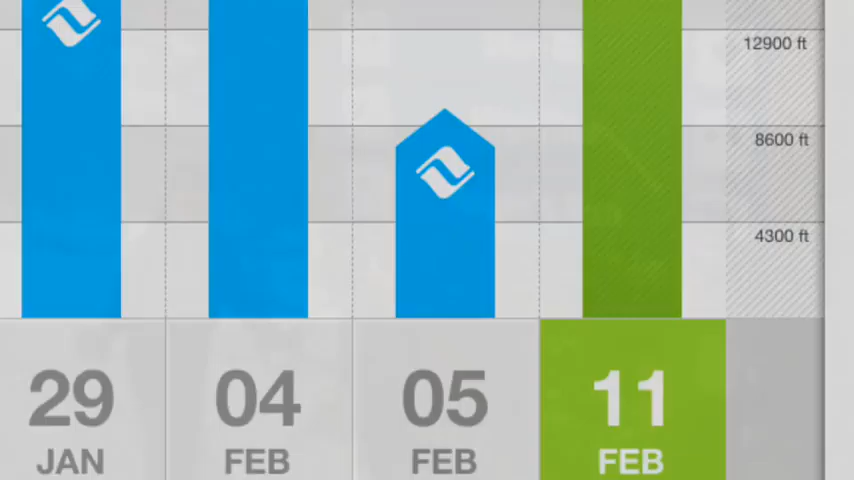 12900 ft
8600 ft
4300 ft
29 04 05 11
JAN FEB FEB FEB